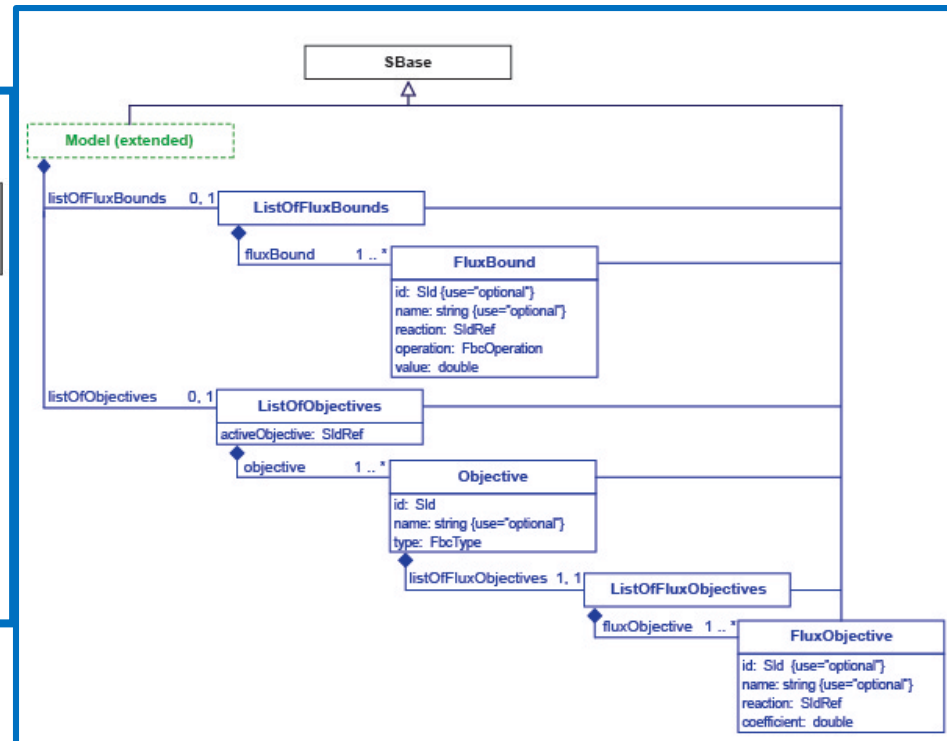 SBase
Model (extended)
listOfFluxBounds 0, 1
ListOfFluxBounds
fluxBound 1 .. *
FluxBound
id: SId {use="optional"}
name: string {use="optional"}
reaction: SIdRef
operation: FbcOperation
value: double
listOfObjectives 0, 1
ListOfObjectives
activeObjective: SIdRef
objective 1 .. *
Objective
id: SId
name: string {use="optional"}
type: FbcType
listOfFluxObjectives 1, 1
ListOfFluxObjectives
fluxObjective 1 .. *
FluxObjective
id: SId {use="optional"}
name: string {use="optional"}
reaction: SIdRef
coefficient: double